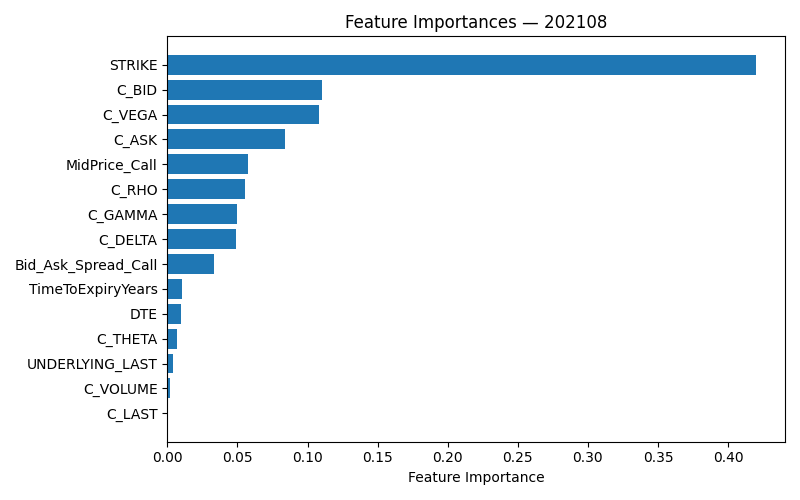 Feature Importances — 202108
STRIKE
C_BID
C_VEGA
C_ASK
MidPrice_Call
C_RHO
C_GAMMA
C_DELTA
Bid_Ask_Spread_Call
TimeToExpiryYears
DTE
C_THETA
UNDERLYING_LAST
C_VOLUME
C_LAST
0.00 0.05 0.10 0.15 0.20 0.25 0.30 0.35 0.40
Feature Importance